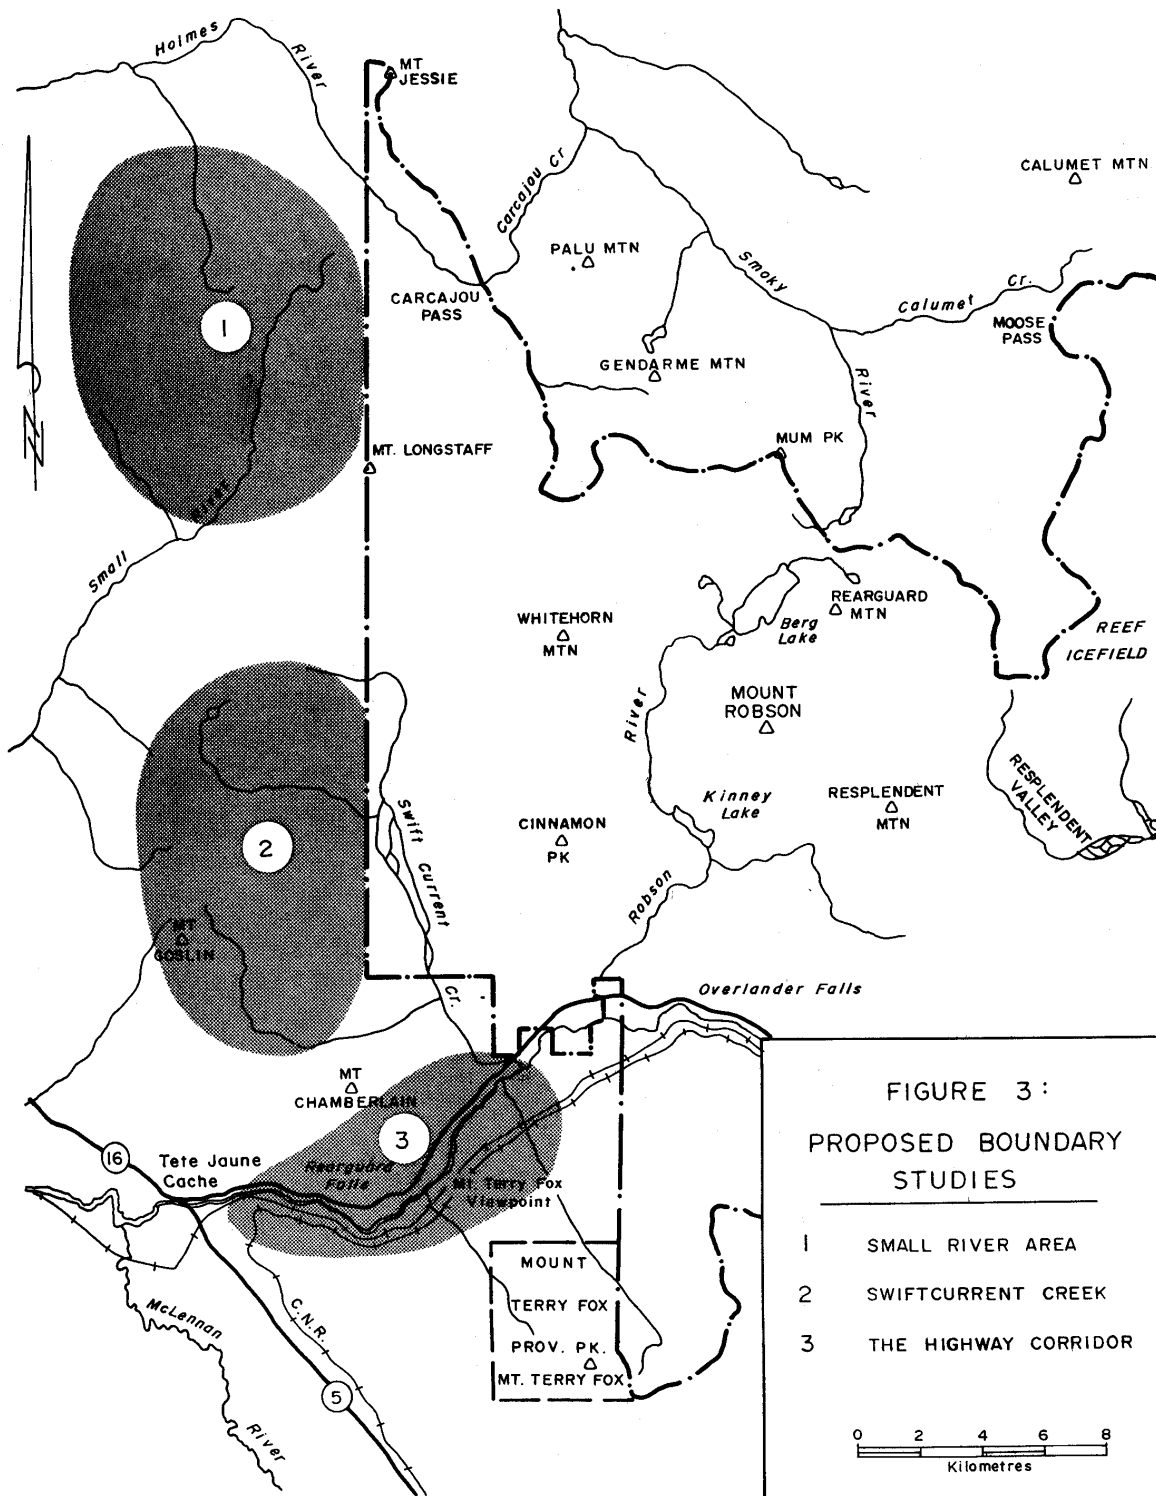 Holmes
River
MT
JESSIE
Carcajou Cr
CALUMET MTN
PALU MTN
Smoky
River
Calumet Cr.
CARCAJOU
PASS
MOOSE
PASS
1
GENDARME MTN
MT. LONGSTAFF
MUM PK
Small
River
N
WHITEHORN
MTN
Berg
Lake
REARGUARD
MTN
REEF
ICEFIELD
MOUNT
ROBSON
River
Kinney
Lake
RESPLENDENT
MTN
RESPLENDENT
VALLEY
Swift Current
Cr.
CINNAMON
PK
2
Robson
MT
GOSLIN
Overlander Falls
MT
CHAMBERLAIN
3
16
Tete Jaune
Cache
Rearguard
Falls
Mt Terry Fox
Viewpoint
MOUNT
TERRY FOX
PROV. PK.
MT. TERRY FOX
McLennan
River
C.N.R.
5
FIGURE 3:
PROPOSED BOUNDARY
STUDIES
1 SMALL RIVER AREA
2 SWIFTCURRENT CREEK
3 THE HIGHWAY CORRIDOR
0 2 4 6 8
Kilometres